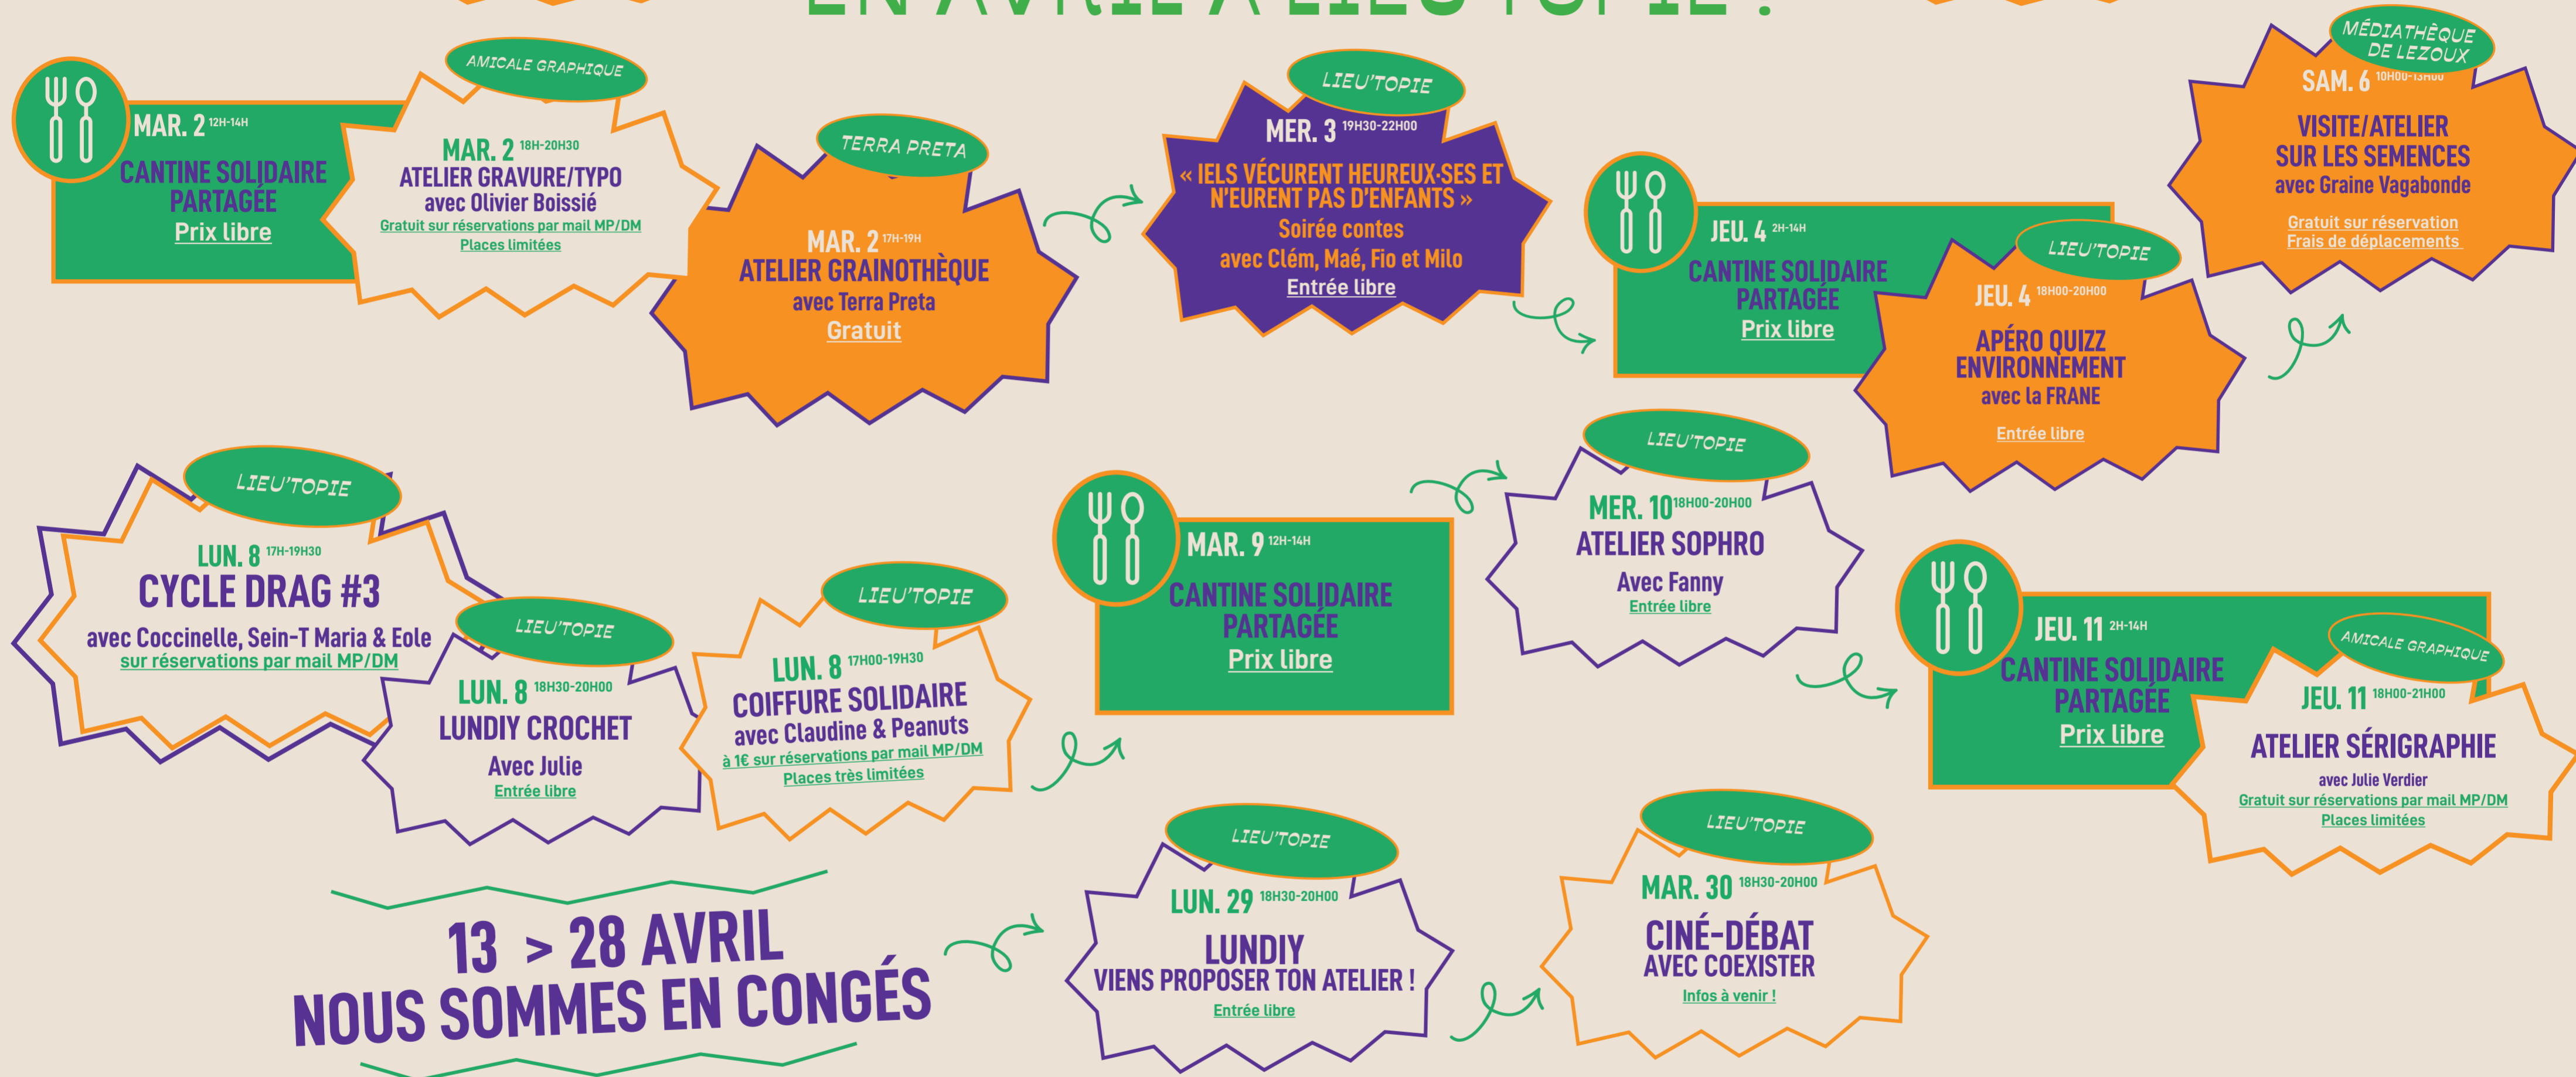 EN AVRIL À LIEU'TOPIE !
MAR. 2 12H-14H
CANTINE SOLIDAIRE
PARTAGÉE
Prix libre
AMICALE GRAPHIQUE
MAR. 2 18H-20H30
ATELIER GRAVURE/TYPO
avec Olivier Boissié
Gratuit sur réservations par mail MP/DM
Places limitées
TERRA PRETA
MAR. 2 17H-19H
ATELIER GRAINOTHÈQUE
avec Terra Preta
Gratuit
LIEU'TOPIE
MER. 3 19H30-22H00
« IELS VÉCURENT HEUREUX·SES ET
N'EURENT PAS D'ENFANTS »
Soirée contes
avec Clém, Maé, Fio et Milo
Entrée libre
JEU. 4 2H-14H
CANTINE SOLIDAIRE
PARTAGÉE
Prix libre
LIEU'TOPIE
JEU. 4 18H00-20H00
APÉRO QUIZZ
ENVIRONNEMENT
avec la FRANE
Entrée libre
MÉDIATHÈQUE
DE LEZOUX
SAM. 6 10H00-13H00
VISITE/ATELIER
SUR LES SEMENCES
avec Graine Vagabonde
Gratuit sur réservation
Frais de déplacements
LIEU'TOPIE
LUN. 8 17H-19H30
CYCLE DRAG #3
avec Coccinelle, Sein-T Maria & Eole
sur réservations par mail MP/DM
LIEU'TOPIE
LUN. 8 18H30-20H00
LUNDIY CROCHET
Avec Julie
Entrée libre
LIEU'TOPIE
LUN. 8 17H00-19H30
COIFFURE SOLIDAIRE
avec Claudine & Peanuts
à 1€ sur réservations par mail MP/DM
Places très limitées
MAR. 9 12H-14H
CANTINE SOLIDAIRE
PARTAGÉE
Prix libre
LIEU'TOPIE
MER. 10 18H00-20H00
ATELIER SOPHRO
Avec Fanny
Entrée libre
JEU. 11 2H-14H
CANTINE SOLIDAIRE
PARTAGÉE
Prix libre
AMICALE GRAPHIQUE
JEU. 11 18H00-21H00
ATELIER SÉRIGRAPHIE
avec Julie Verdier
Gratuit sur réservations par mail MP/DM
Places limitées
13 > 28 AVRIL
NOUS SOMMES EN CONGÉS
LIEU'TOPIE
LUN. 29 18H30-20H00
LUNDIY
VIENS PROPOSER TON ATELIER !
Entrée libre
LIEU'TOPIE
MAR. 30 18H30-20H00
CINÉ-DÉBAT
AVEC COEXISTER
Infos à venir !